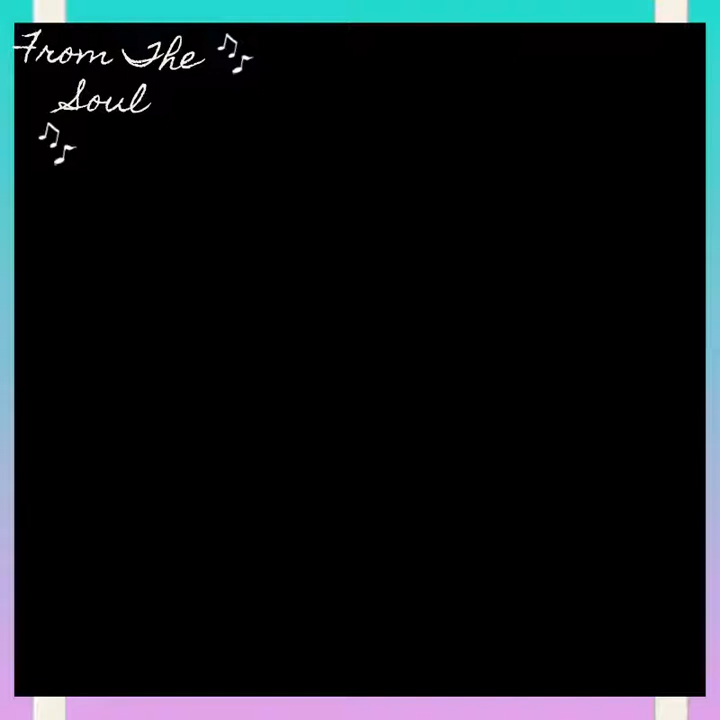 From The 🎶
Soul
🎶